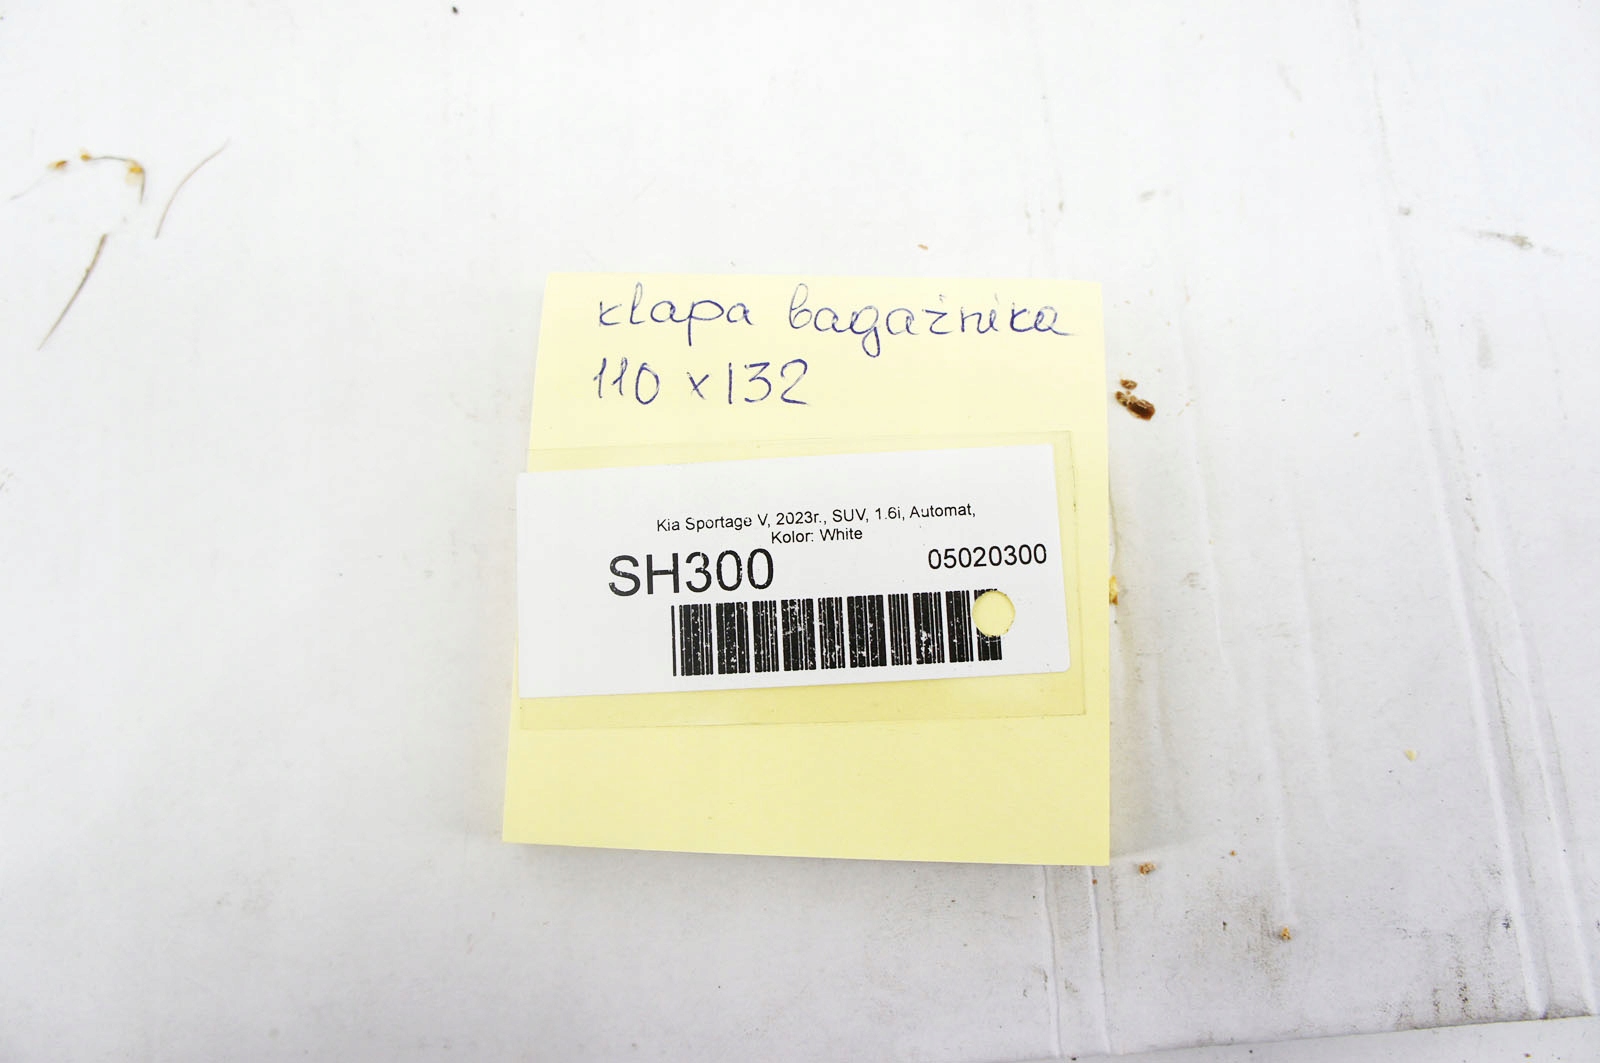 klapa bagażnika
110 x 132
Kia Sportage V, 2023r., SUV, 1.6i, Automat,
Kolor: White
SH300
05020300